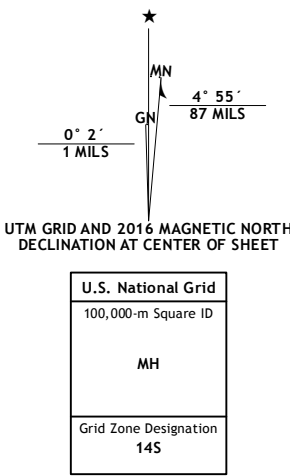 ★
MN
GN
4° 55´
87 MILS
0° 2´
1 MILS
UTM GRID AND 2016 MAGNETIC NORTH
DECLINATION AT CENTER OF SHEET
U.S. National Grid
100,000-m Square ID
MH
Grid Zone Designation
14S